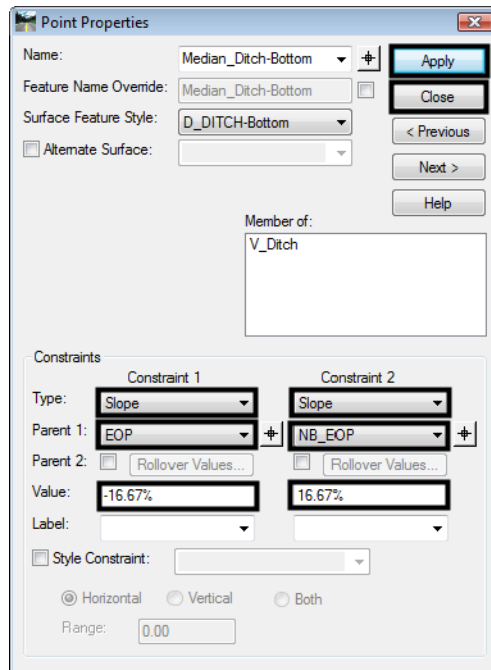 Point Properties
Name: Median_Ditch-Bottom Apply
Feature Name Override: Median_Ditch-Bottom Close
Surface Feature Style: D_DITCH-Bottom < Previous
Alternate Surface: Next >
Help
Member of:
V_Ditch
Constraints
Constraint 1 Constraint 2
Type: Slope Slope
Parent 1: EOP NB_EOP
Parent 2: Rollover Values... Rollover Values...
Value: -16.67% 16.67%
Label:
Style Constraint:
Horizontal Vertical Both
Range: 0.00